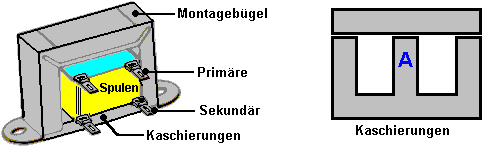 Montagebügel
Primäre
Spulen
Sekundär
Kaschierungen
A
Kaschierungen